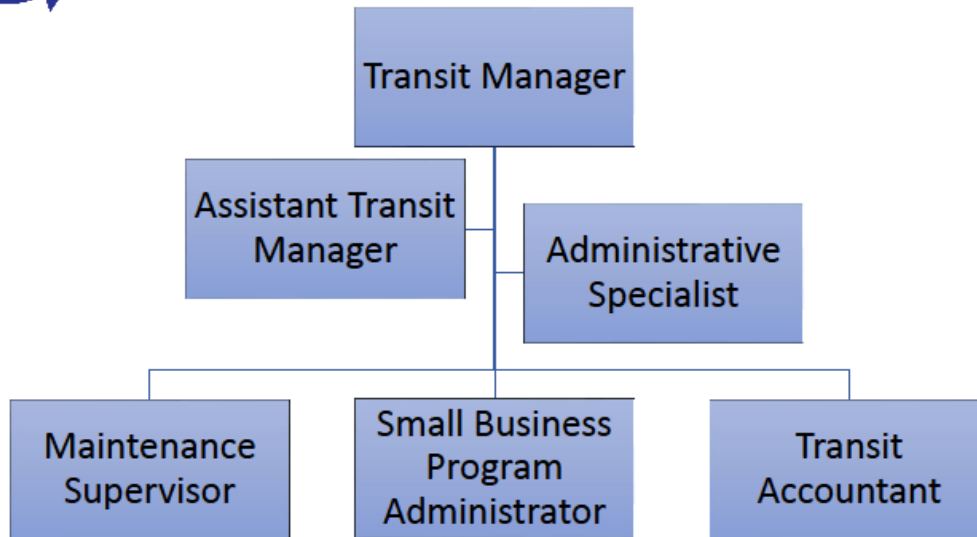 Transit Manager
Assistant Transit
Manager
Administrative
Specialist
Maintenance
Supervisor
Small Business
Program
Administrator
Transit
Accountant